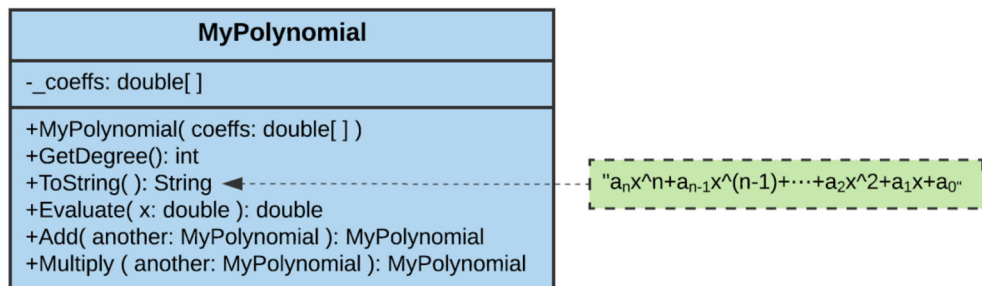 MyPolynomial
-_coeffs: double[ ]
+MyPolynomial( coeffs: double[ ] )
+GetDegree(): int
+ToString( ): String
"aₙx^n+aₙ₋₁x^(n-1)+⋯+a₂x^2+a₁x+a₀"
+Evaluate( x: double ): double
+Add( another: MyPolynomial ): MyPolynomial
+Multiply ( another: MyPolynomial ): MyPolynomial